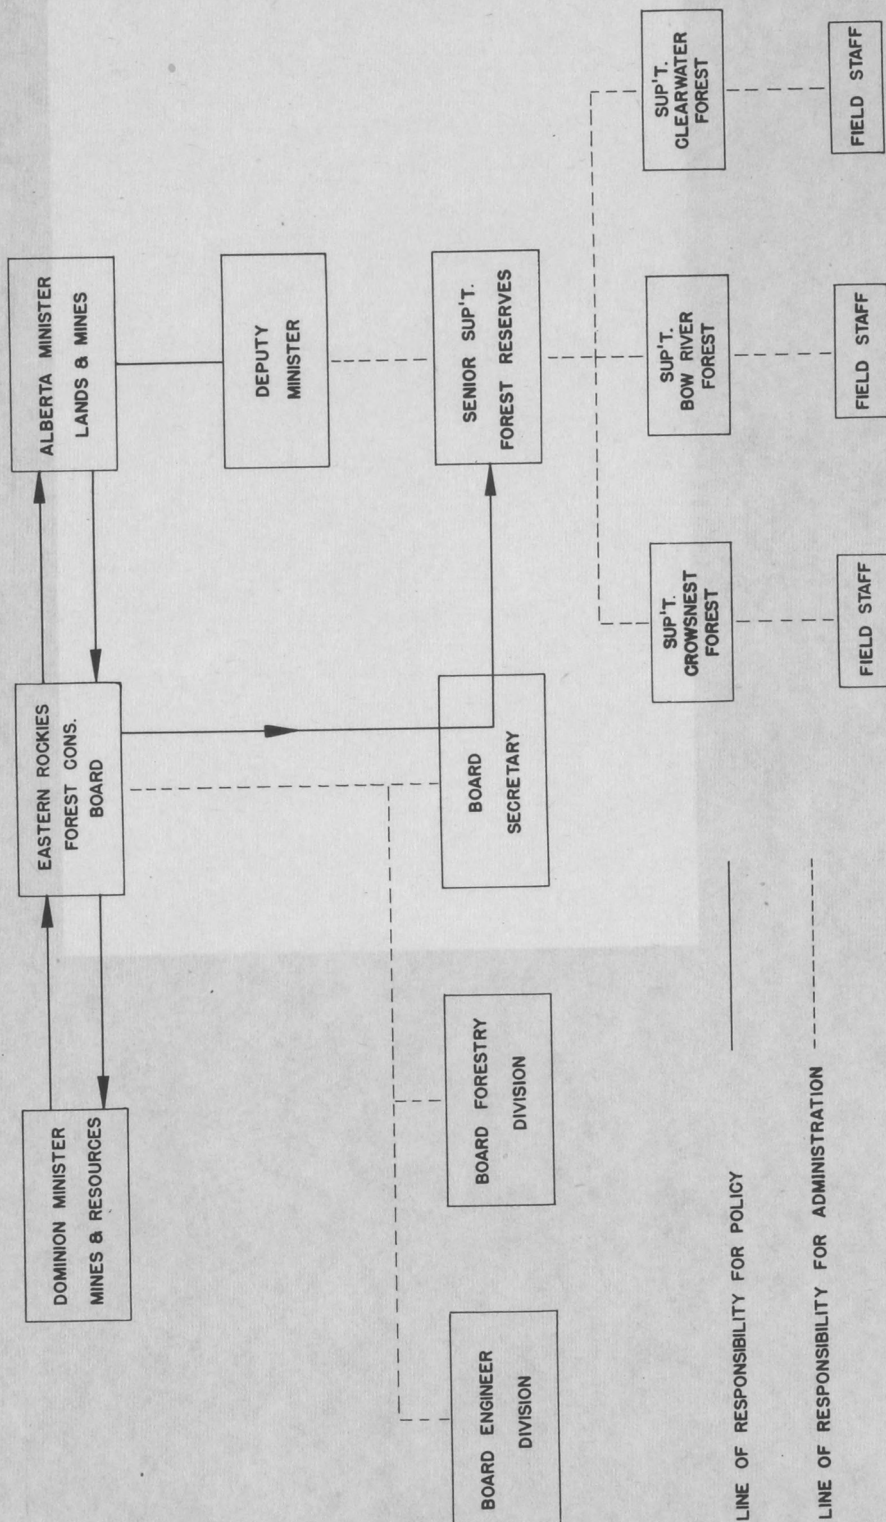 DOMINION MINISTER
MINES & RESOURCES
EASTERN ROCKIES
FOREST CONS.
BOARD
ALBERTA MINISTER
LANDS & MINES
DEPUTY
MINISTER
BOARD ENGINEER
DIVISION
BOARD FORESTRY
DIVISION
BOARD
SECRETARY
SENIOR SUP'T.
FOREST RESERVES
SUP'T.
CROWSNEST
FOREST
SUP'T.
BOW RIVER
FOREST
SUP'T.
CLEARWATER
FOREST
FIELD STAFF
FIELD STAFF
FIELD STAFF
LINE OF RESPONSIBILITY FOR POLICY
LINE OF RESPONSIBILITY FOR ADMINISTRATION